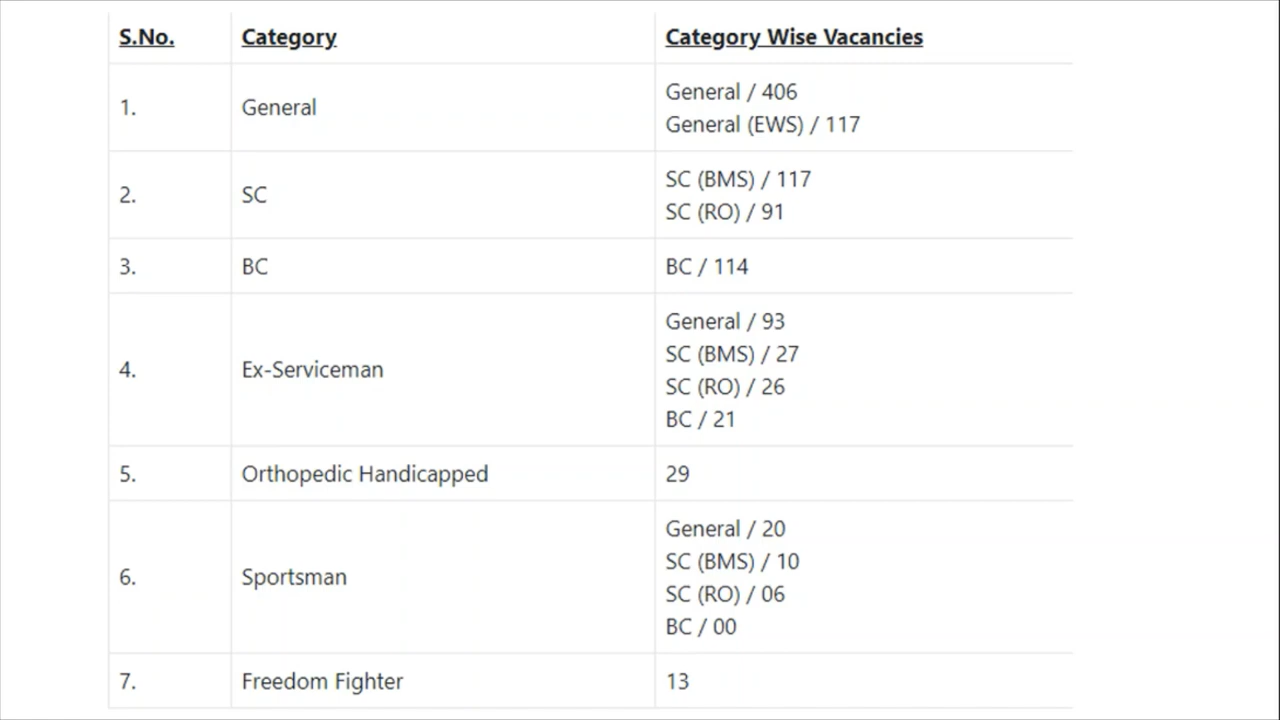 S.No. Category Category Wise Vacancies
1. General General / 406
General (EWS) / 117
2. SC SC (BMS) / 117
SC (RO) / 91
3. BC BC / 114
4. Ex-Serviceman General / 93
SC (BMS) / 27
SC (RO) / 26
BC / 21
5. Orthopedic Handicapped 29
6. Sportsman General / 20
SC (BMS) / 10
SC (RO) / 06
BC / 00
7. Freedom Fighter 13